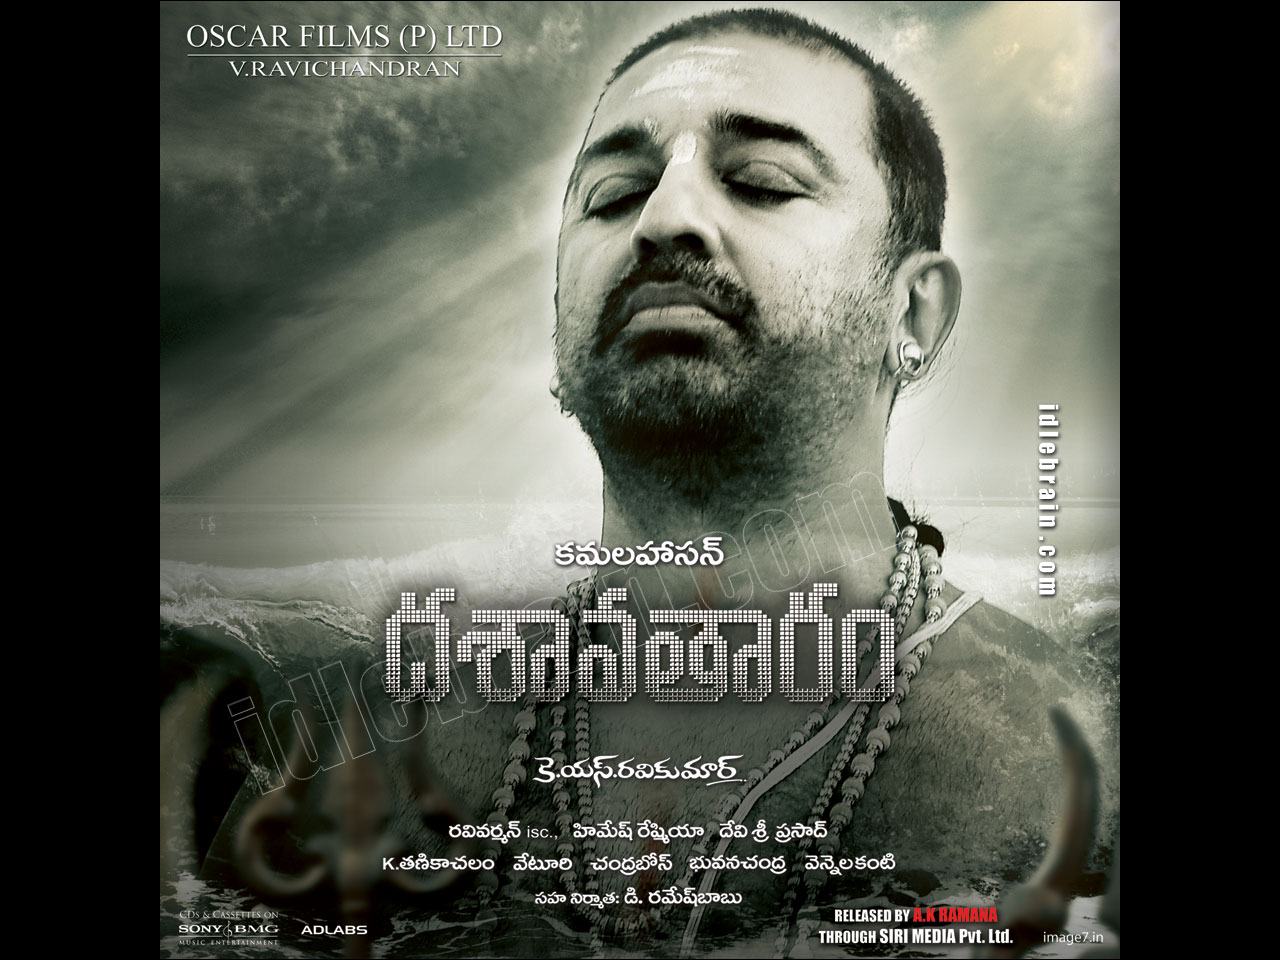 OSCAR FILMS (P) LTD
V.RAVICHANDRAN
idlebrain.com
idlebrain.com
కమలహాసన్
దశావతారం
కె.యస్.రవికుమార్
రవివర్మన్ isc., హిమేష్ రేష్మియా దేవి శ్రీ ప్రసాద్
K.తణికాచలం వేటూరి చంద్రబోస్ భువనచంద్ర వెన్నెలకంటి
సహ నిర్మాత: డి. రమేష్‌బాబు
CDs & CASSETTES ON
SONY BMG
MUSIC ENTERTAINMENT
ADLABS
RELEASED BY A.K RAMANA
THROUGH SIRI MEDIA Pvt. Ltd.
image7.in